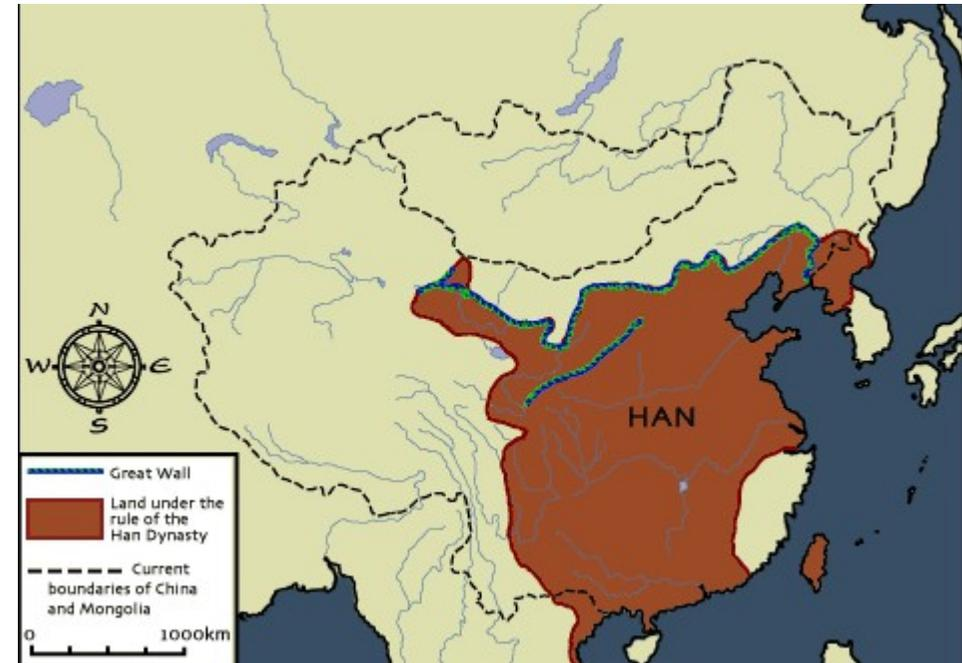 HAN
N
W
E
S
Great Wall
Land under the
rule of the
Han Dynasty
Current
boundaries of China
and Mongolia
0 1000km